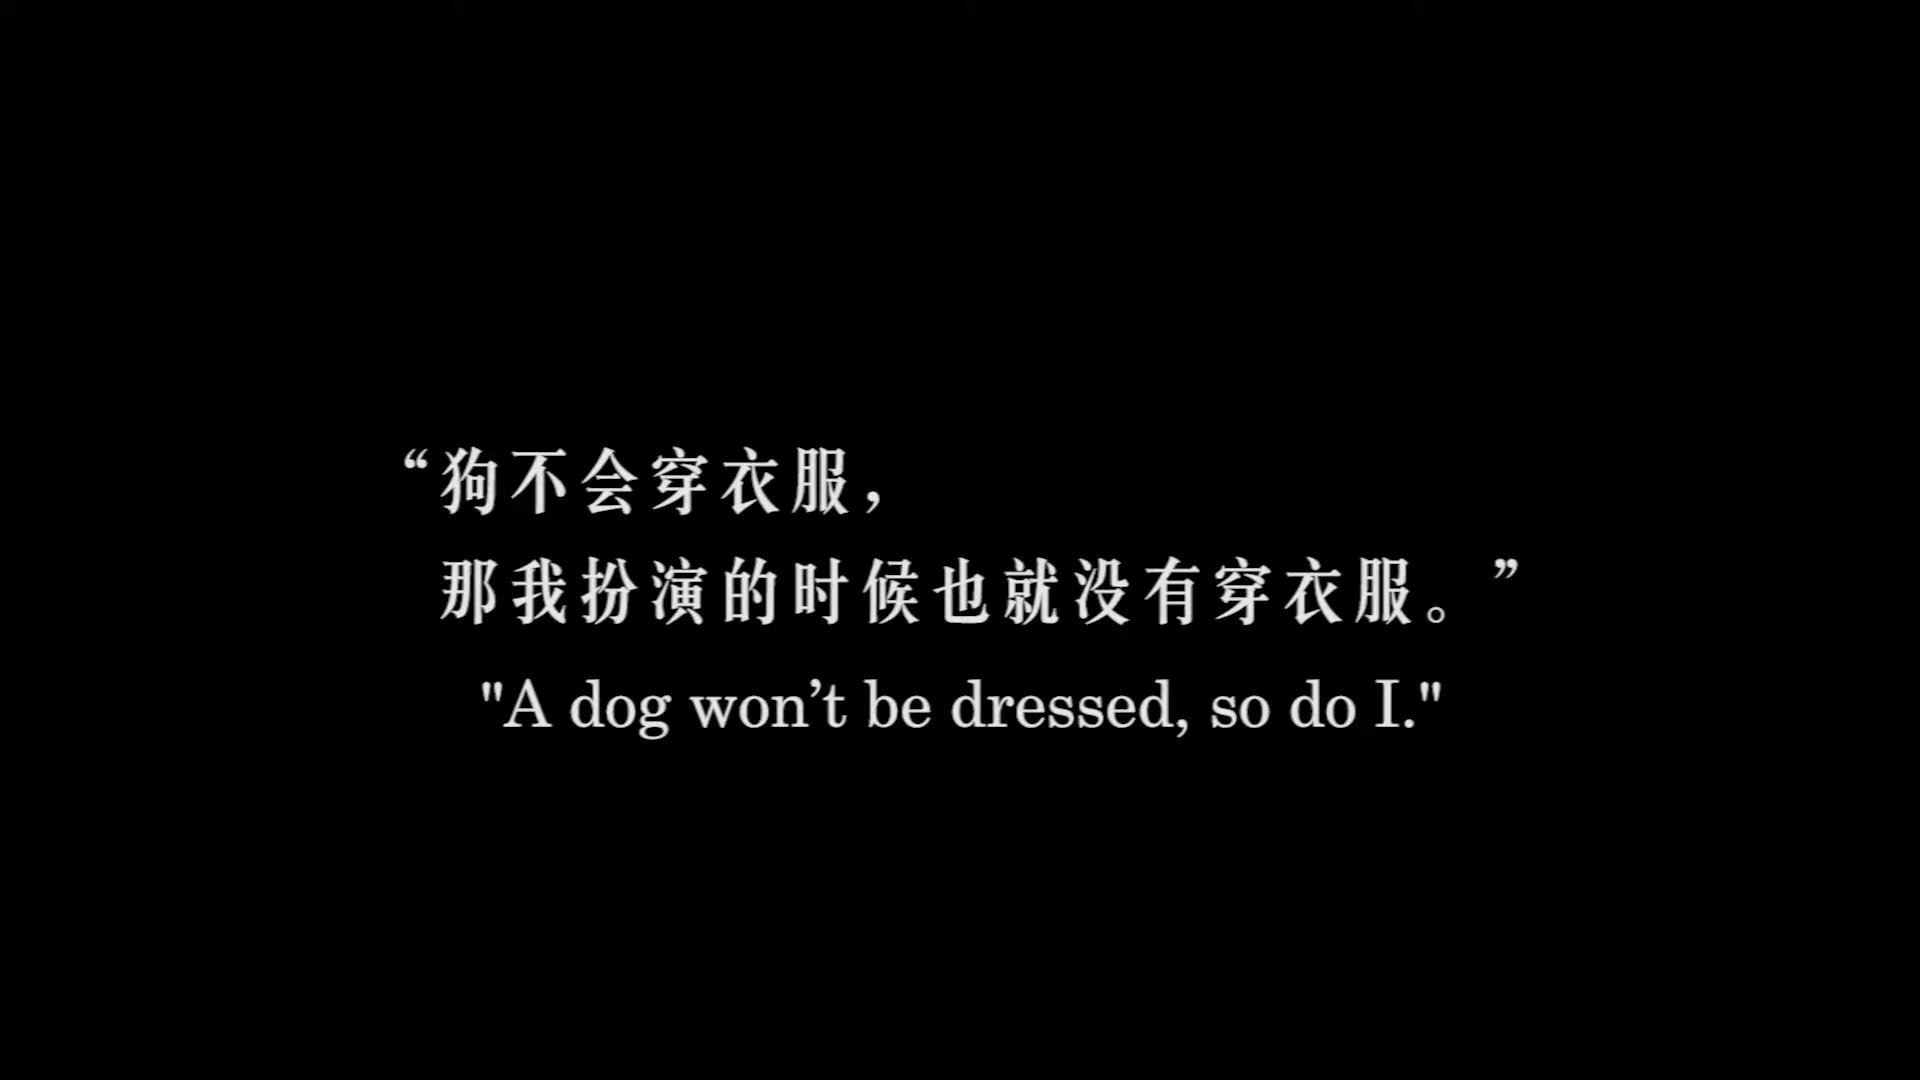 “狗不会穿衣服，
那我扮演的时候也就没有穿衣服。”
"A dog won’t be dressed, so do I."